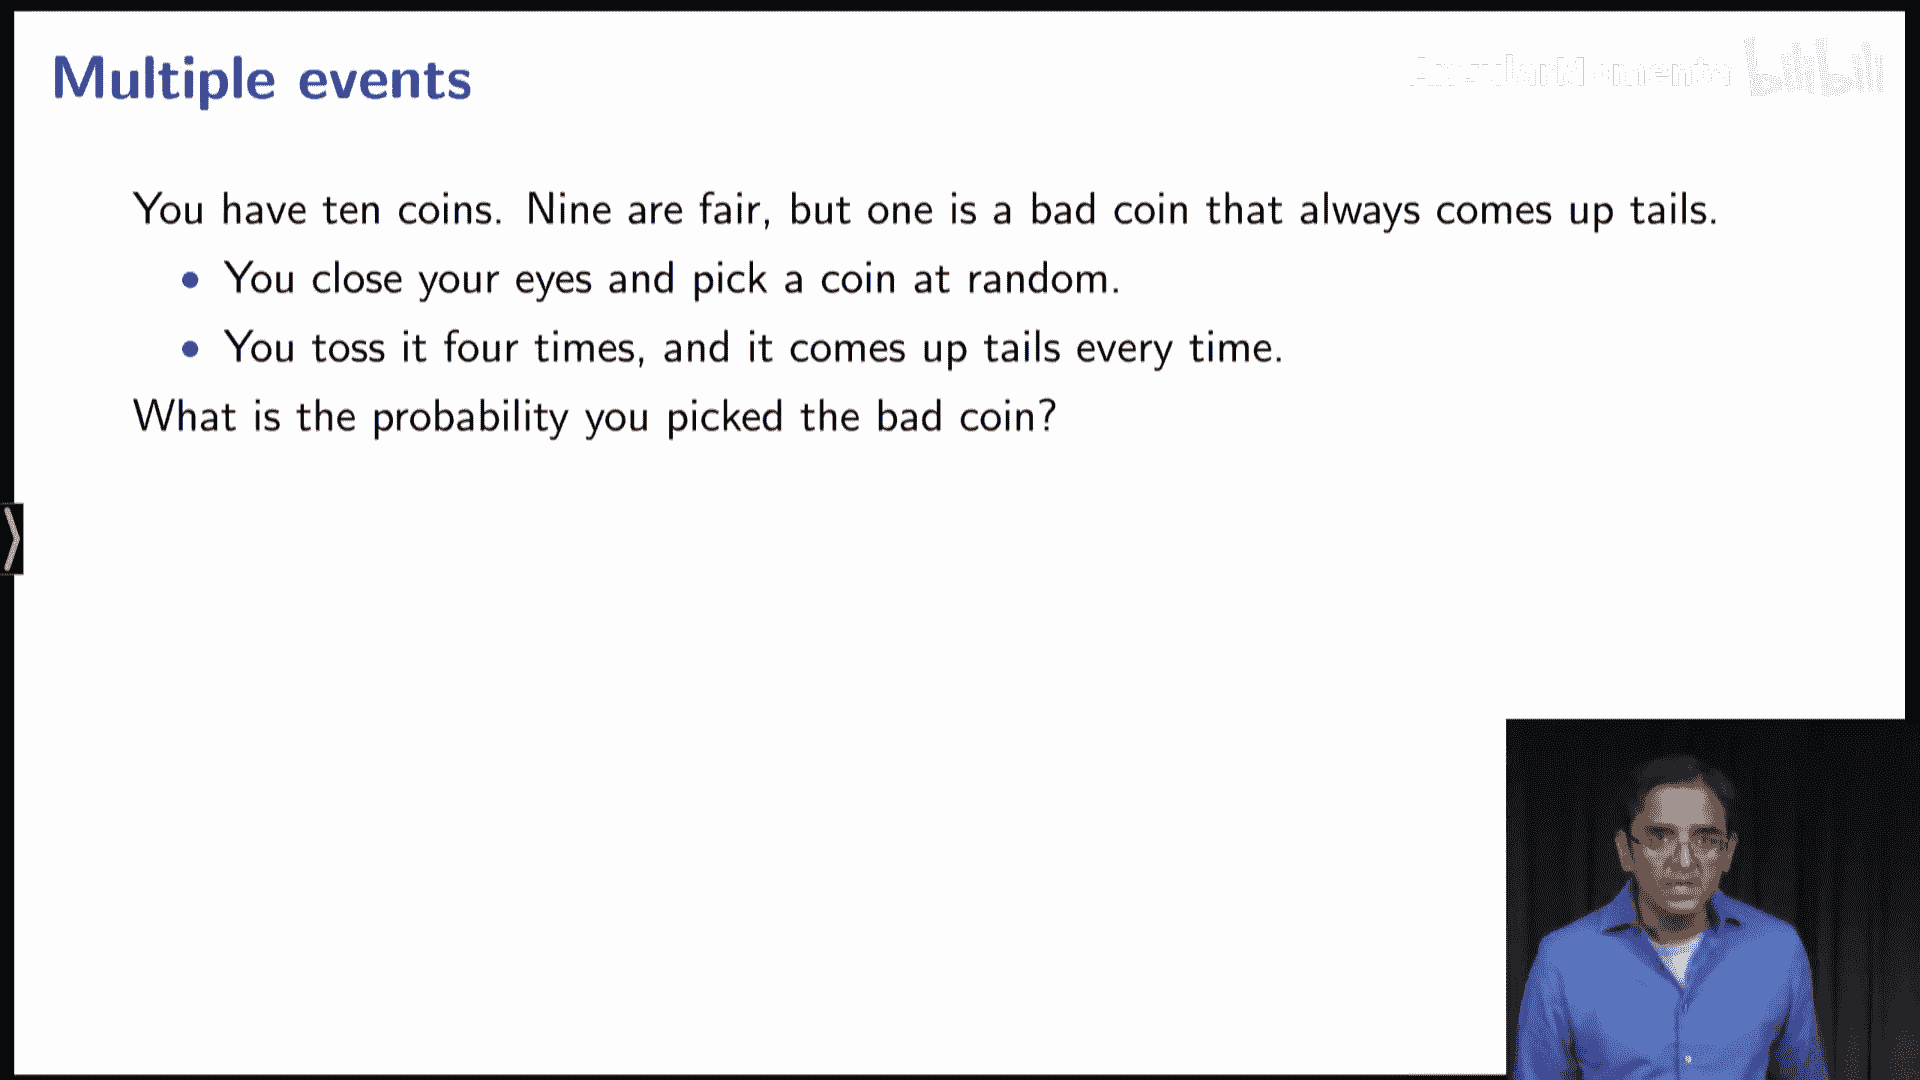 Multiple events
bilibili
You have ten coins. Nine are fair, but one is a bad coin that always comes up tails.
• You close your eyes and pick a coin at random.
• You toss it four times, and it comes up tails every time.
What is the probability you picked the bad coin?